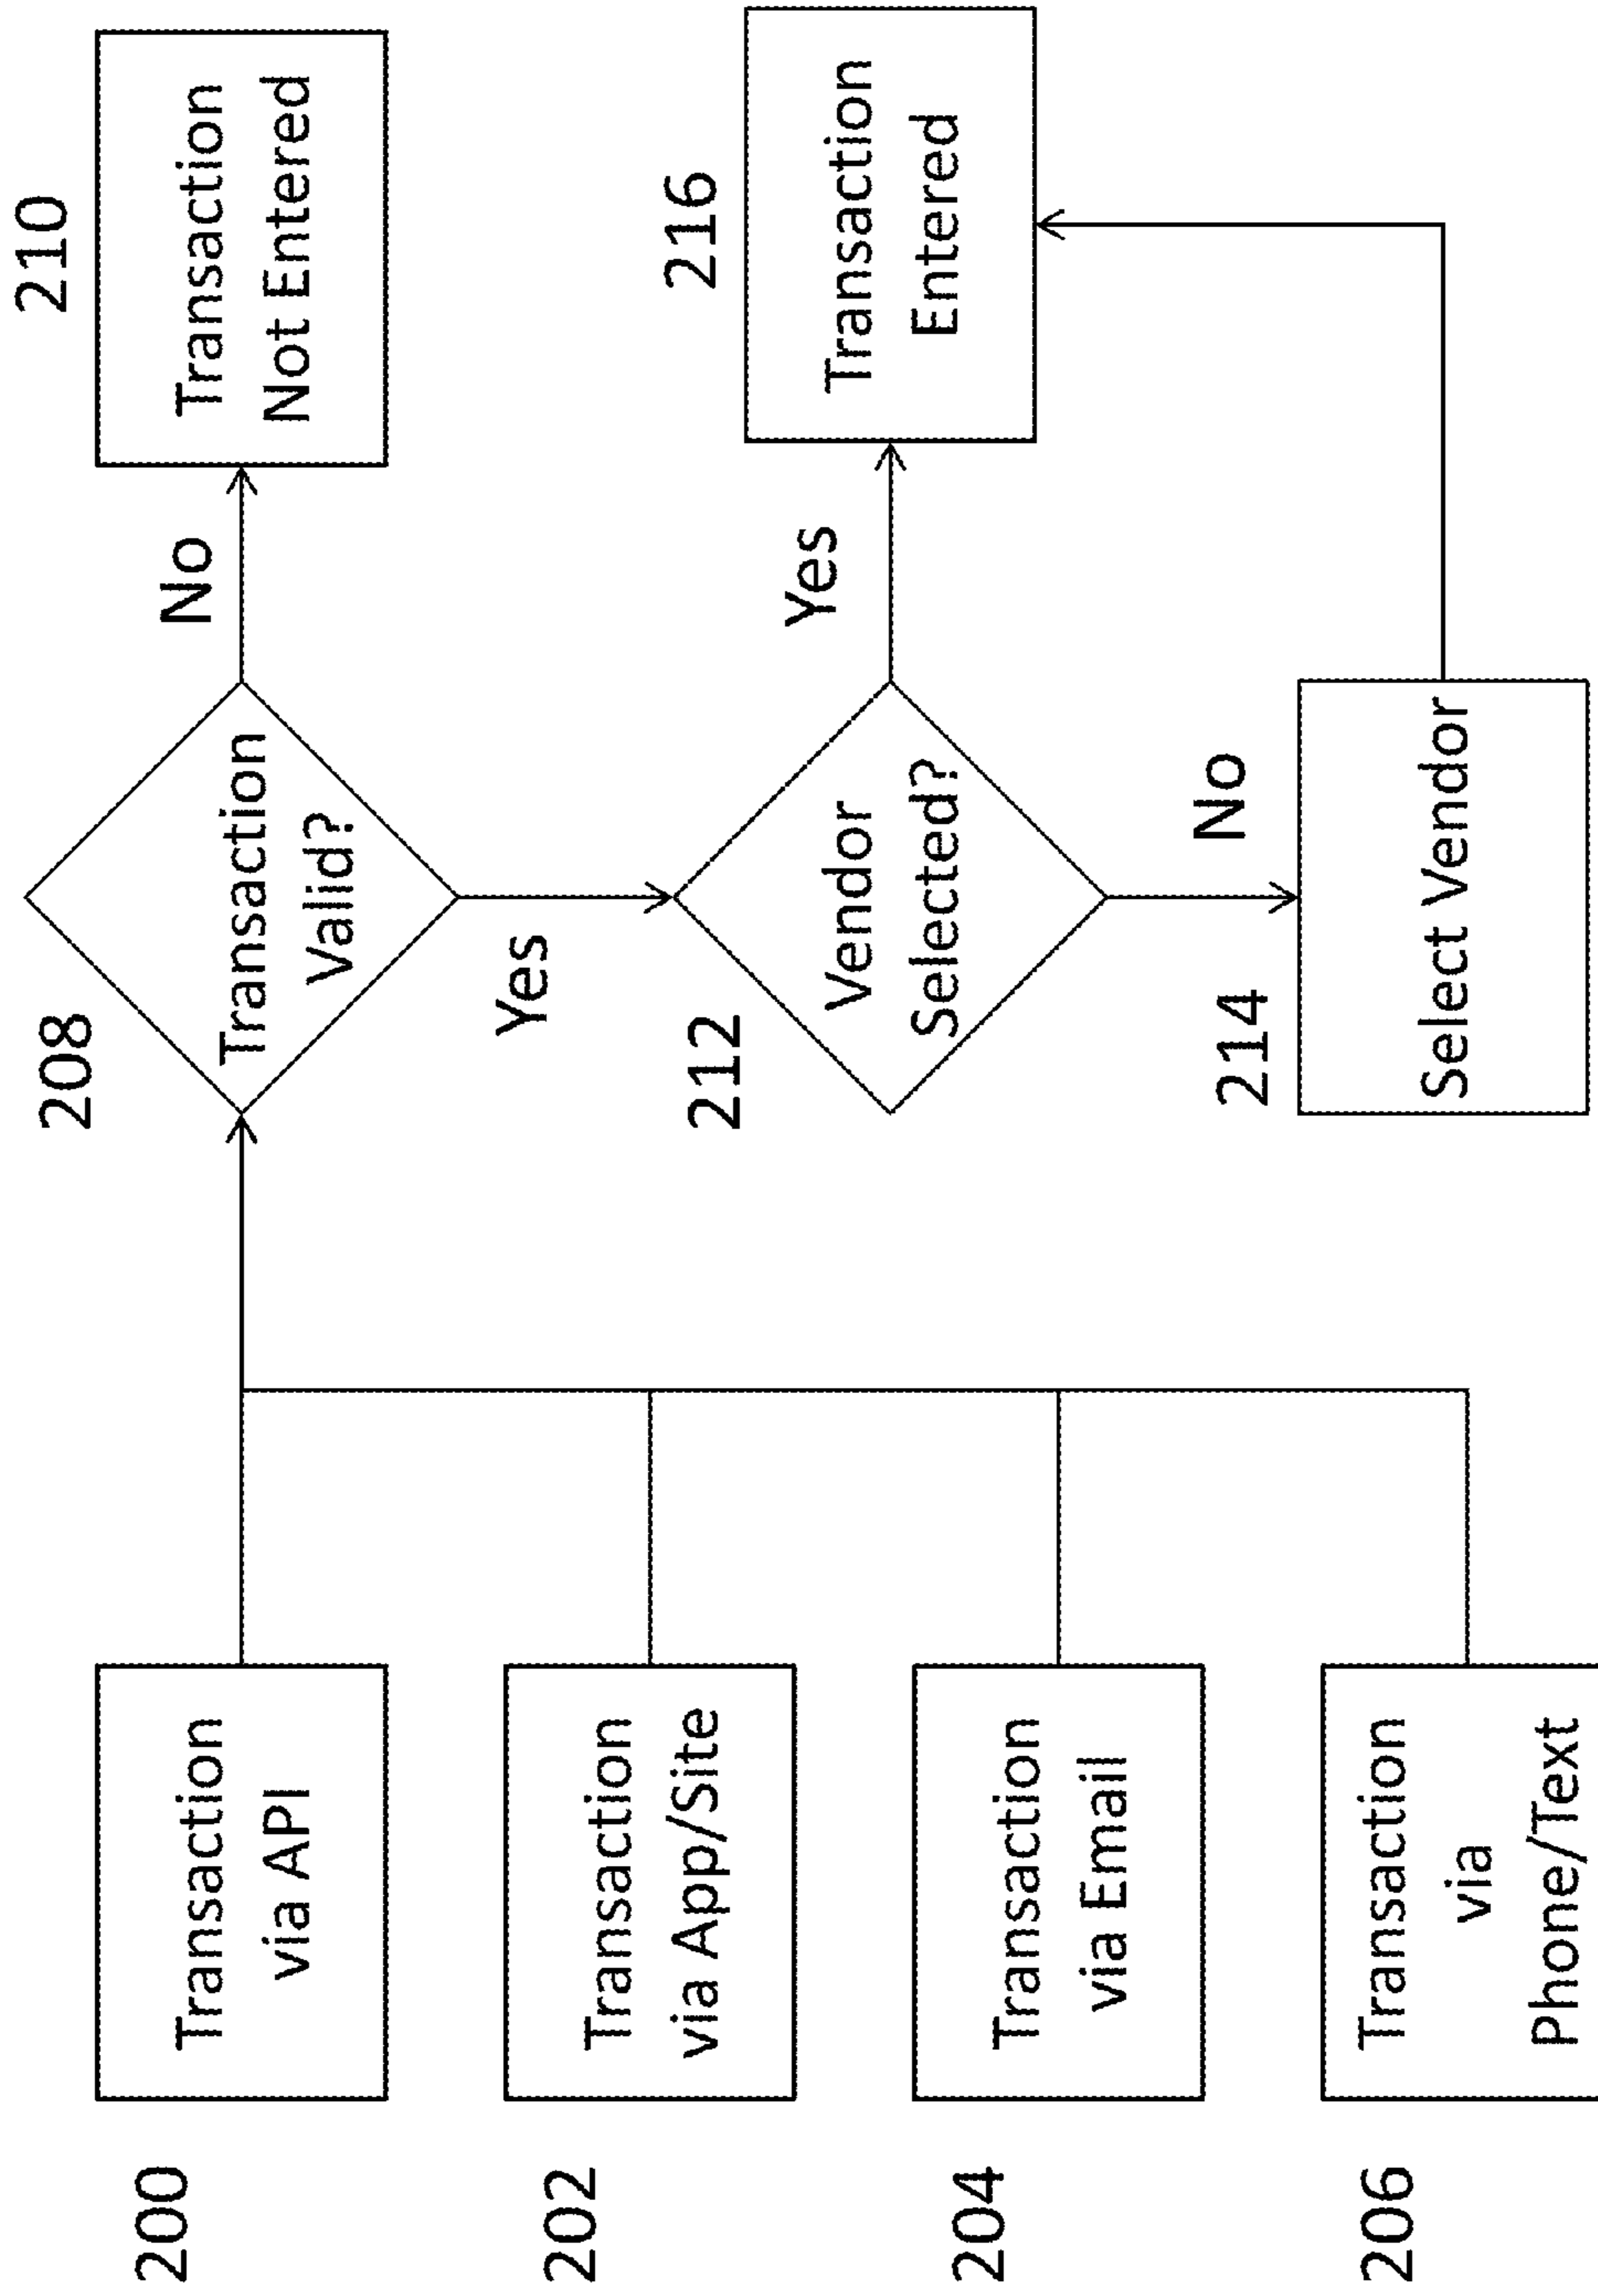 200
Transaction
via API
202
Transaction
via App/Site
204
Transaction
via Email
206
Transaction
via
Phone/Text
208
Transaction
Valid?
No
210
Transaction
Not Entered
Yes
212
Vendor
Selected?
Yes
216
Transaction
Entered
No
214
Select Vendor